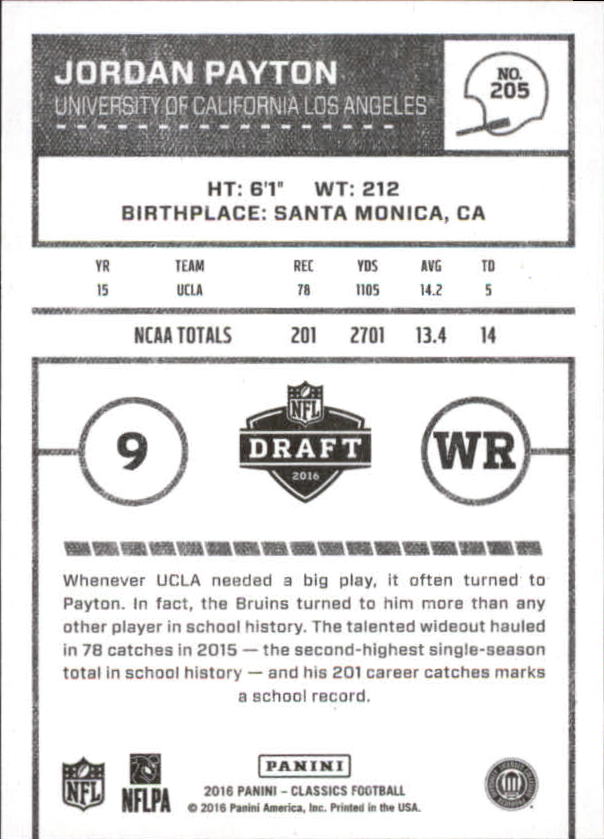 JORDAN PAYTON
UNIVERSITY OF CALIFORNIA LOS ANGELES
NO.
205
HT: 6'1" WT: 212
BIRTHPLACE: SANTA MONICA, CA
YR TEAM REC YDS AVG TD
15 UCLA 78 1105 14.2 5
NCAA TOTALS 201 2701 13.4 14
9
NFL
DRAFT
2016
WR
Whenever UCLA needed a big play, it often turned to
Payton. In fact, the Bruins turned to him more than any
other player in school history. The talented wideout hauled
in 78 catches in 2015 — the second-highest single-season
total in school history — and his 201 career catches marks
a school record.
NFL
NFLPA
PANINI
2016 PANINI – CLASSICS FOOTBALL
© 2016 Panini America, Inc. Printed in the USA.